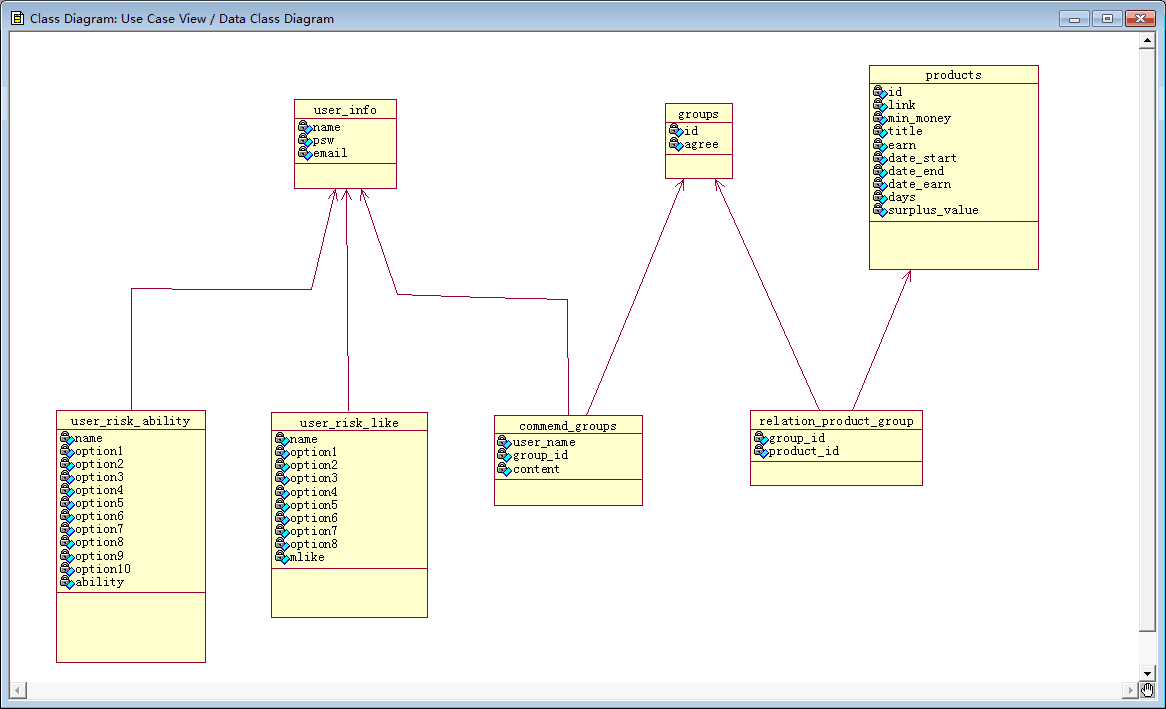 Class Diagram: Use Case View / Data Class Diagram
user_info
name
psw
email
groups
id
agree
products
id
link
min_money
title
earn
date_start
date_end
date_earn
days
surplus_value
user_risk_ability
name
option1
option2
option3
option4
option5
option6
option7
option8
option9
option10
ability
user_risk_like
name
option1
option2
option3
option4
option5
option6
option7
option8
mlike
commemd_groups
user_name
group_id
content
relation_product_group
group_id
product_id